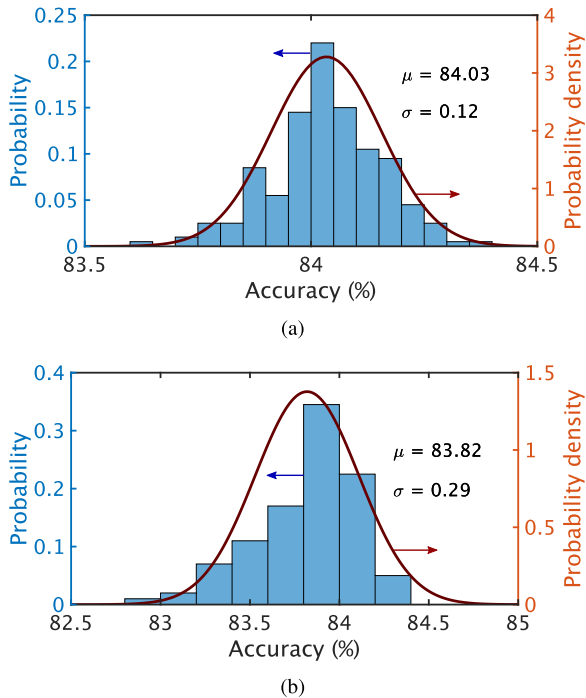 0.25
0.2
0.15
0.1
0.05
0
Probability
4
3
2
1
0
Probability density
μ = 84.03
σ = 0.12
83.5 84 84.5
Accuracy (%)
(a)
0.4
0.3
0.2
0.1
0
Probability
1.5
1
0.5
0
Probability density
μ = 83.82
σ = 0.29
82.5 83 83.5 84 84.5 85
Accuracy (%)
(b)